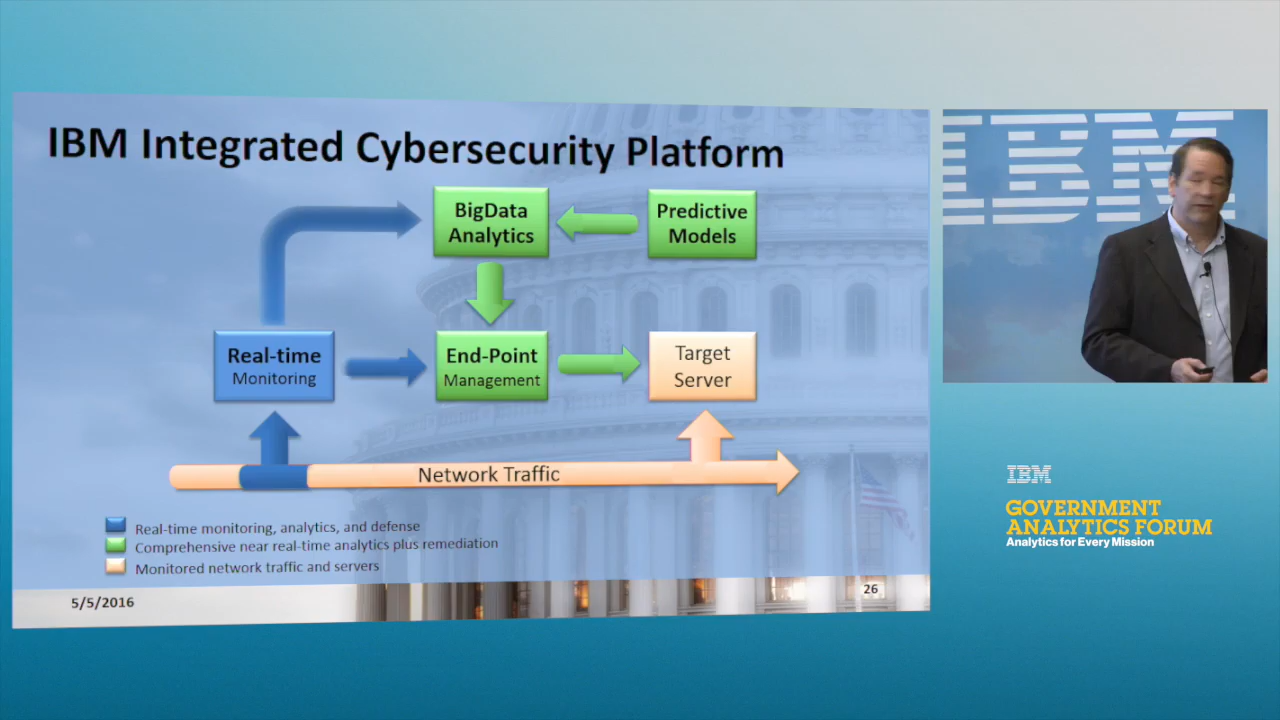 IBM Integrated Cybersecurity Platform
BigData
Analytics
Predictive
Models
Real-time
Monitoring
End-Point
Management
Target
Server
Network Traffic
Real-time monitoring, analytics, and defense
Comprehensive near real-time analytics plus remediation
Monitored network traffic and servers
5/5/2016
26
IBM
IBM
GOVERNMENT
ANALYTICS FORUM
Analytics for Every Mission